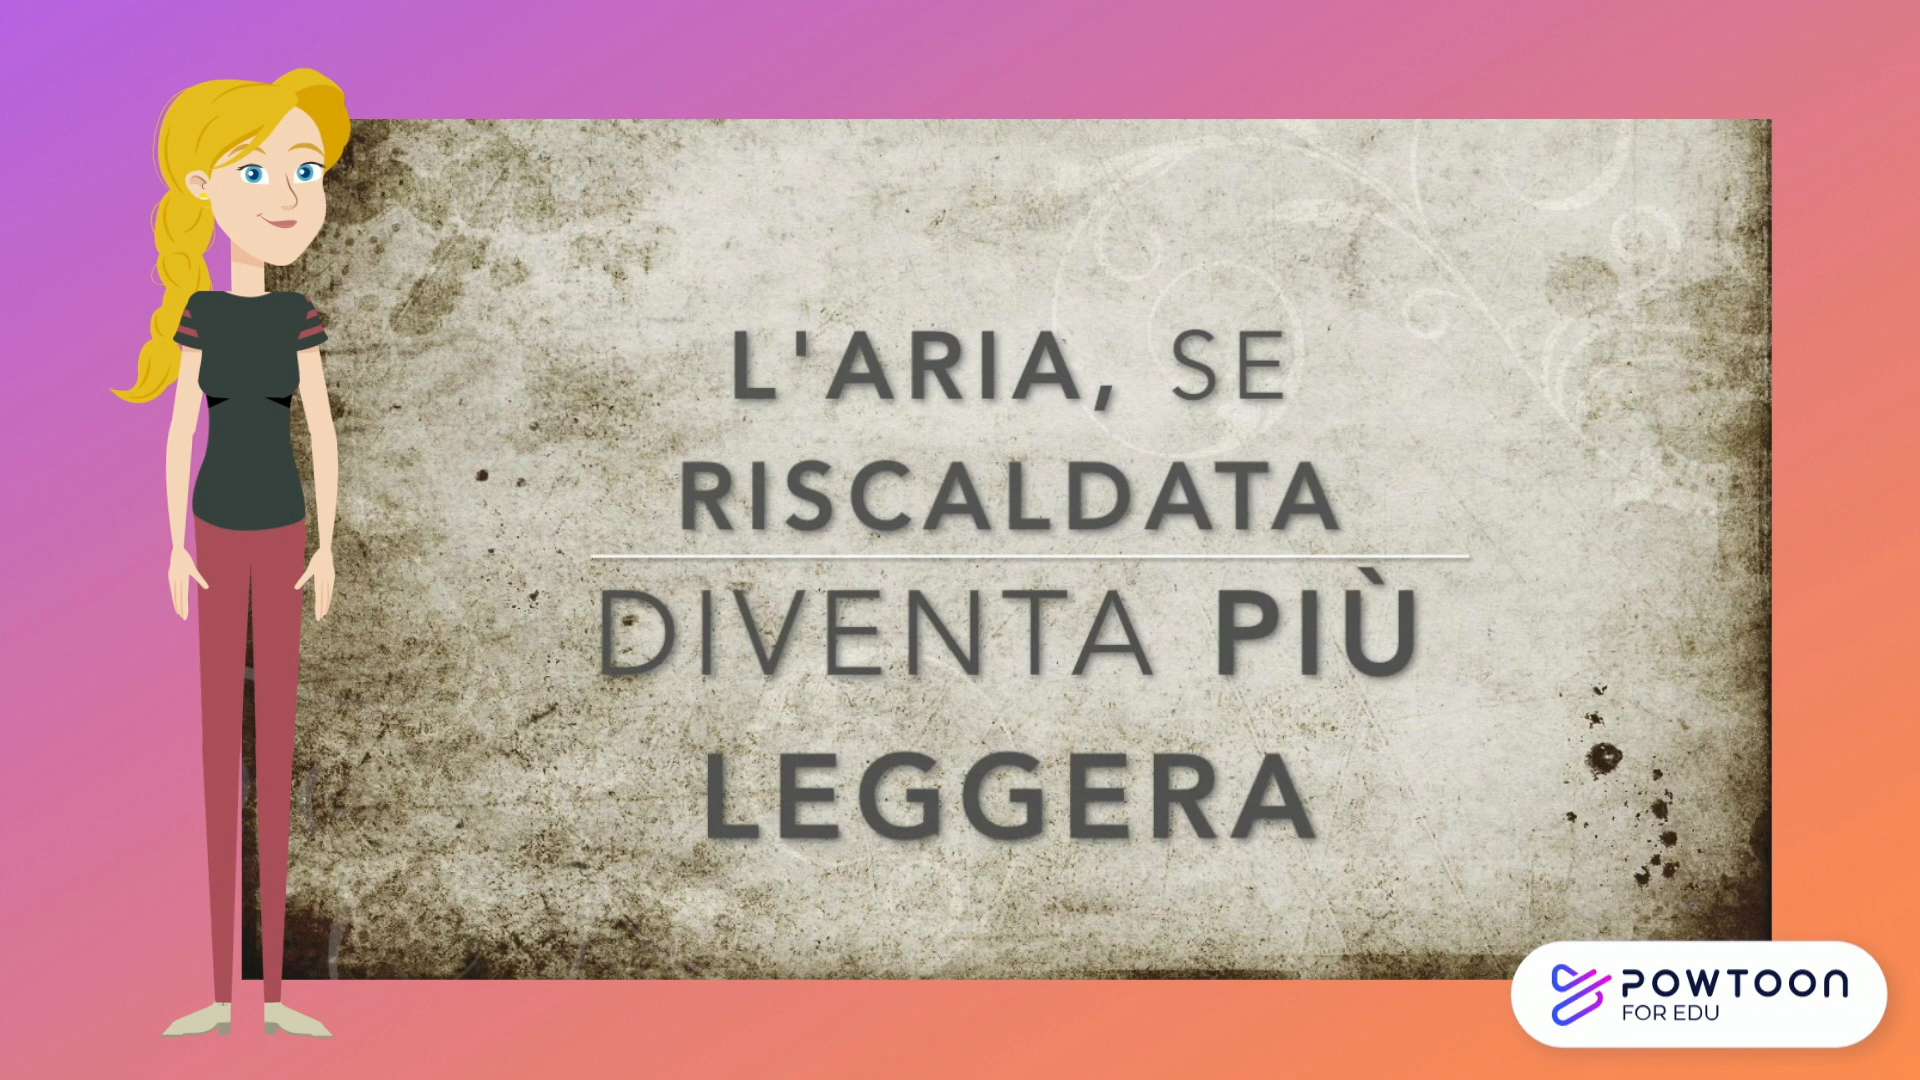 L'ARIA, SE
RISCALDATA
DIVENTA PIÙ
LEGGERA
POWTOON
FOR EDU